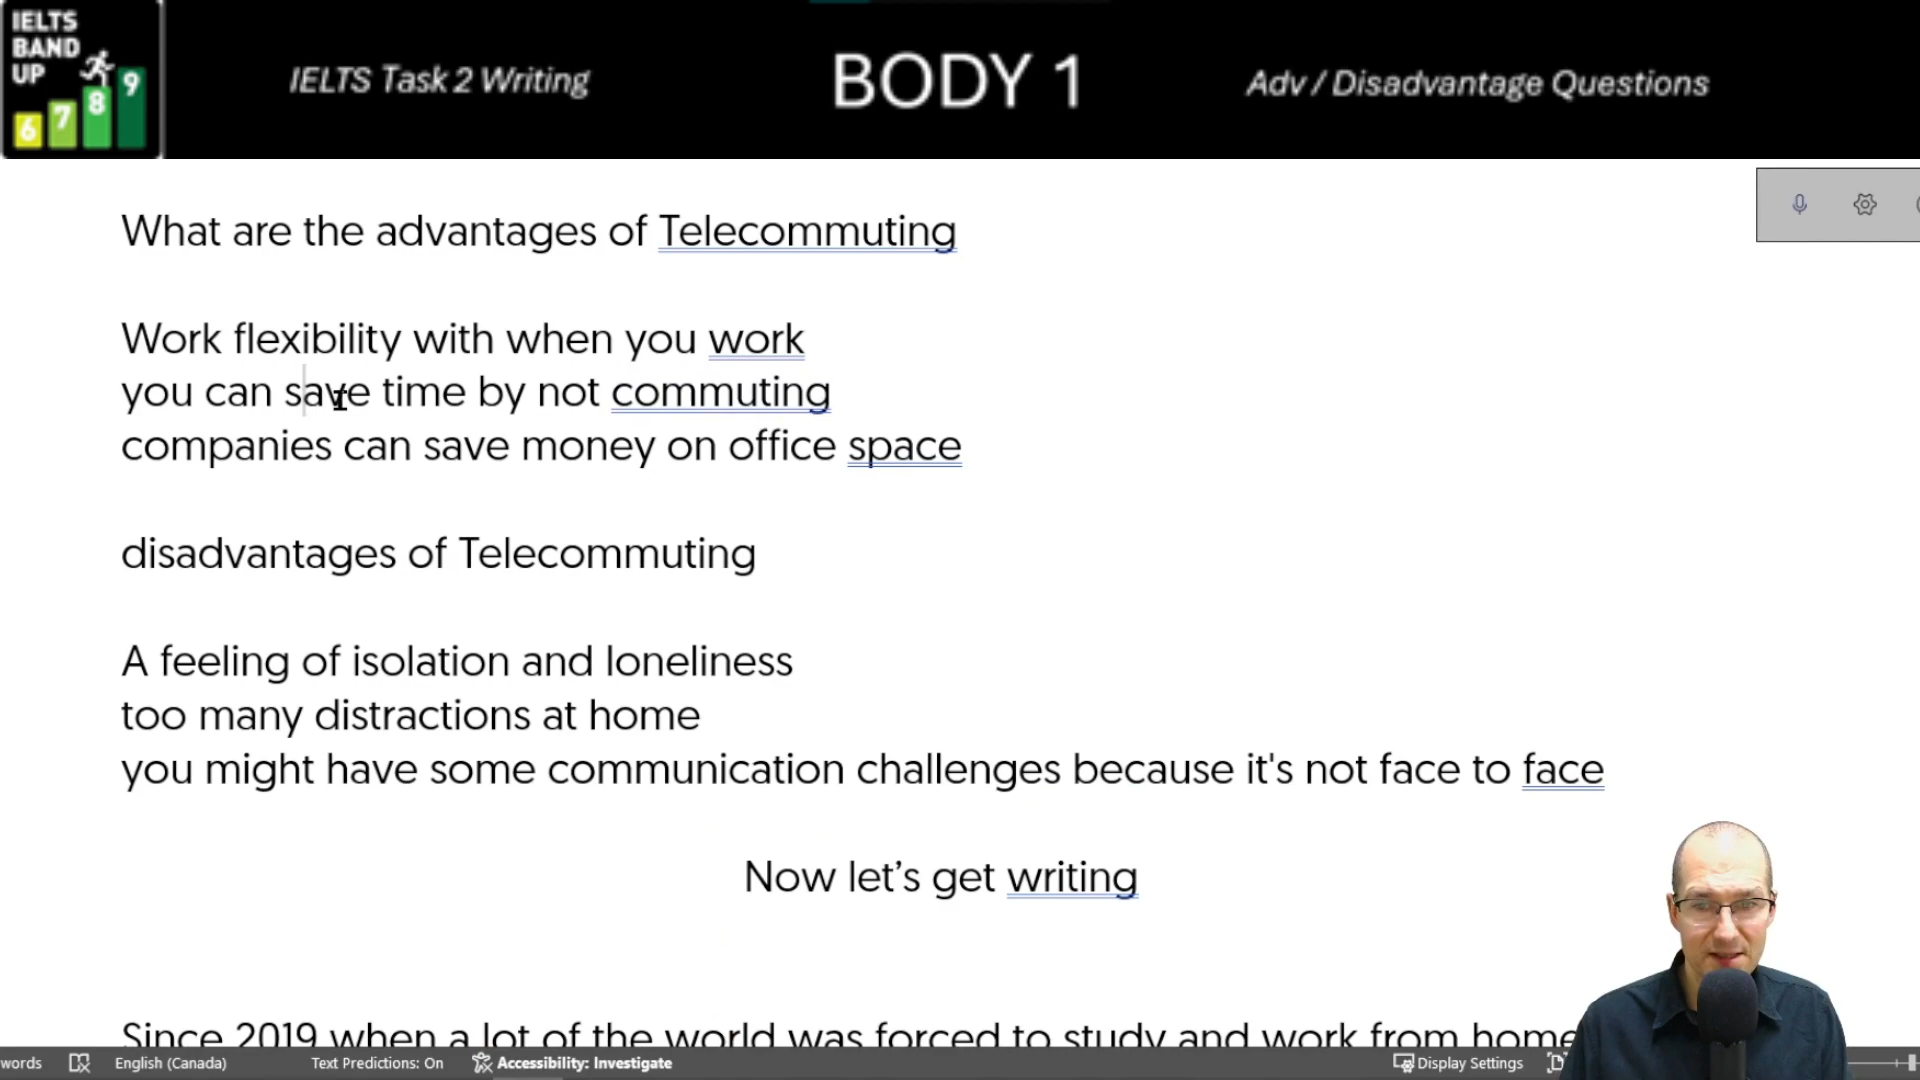 IELTS
BAND
UP
6 7 8 9
IELTS Task 2 Writing
BODY 1
Adv / Disadvantage Questions
What are the advantages of Telecommuting
Work flexibility with when you work
you can save time by not commuting
companies can save money on office space
disadvantages of Telecommuting
A feeling of isolation and loneliness
too many distractions at home
you might have some communication challenges because it's not face to face
Now let’s get writing
Since 2019 when a lot of the world was forced to study and work from home
words
English (Canada)
Text Predictions: On
Accessibility: Investigate
Display Settings